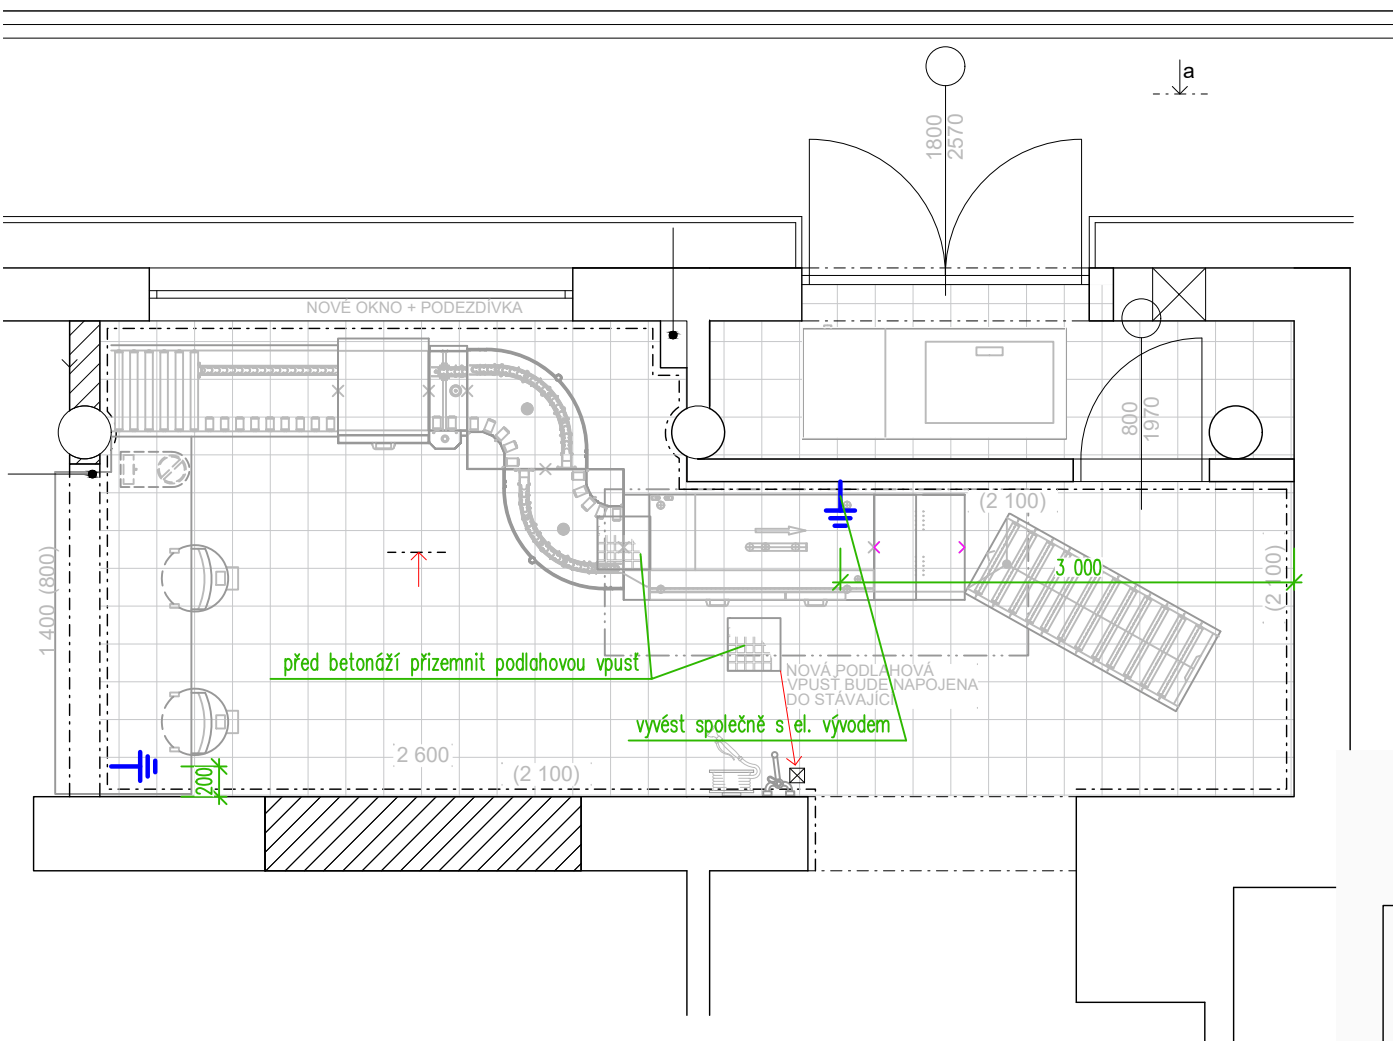 a
1800
2570
NOVÉ OKNO + PODEZDÍVKA
800
1970
(2 100)
3 000
(2 100)
1 400 (800)
před betonáží přizemnit podlahovou vpusť
NOVÁ PODLAHOVÁ
VPUSŤ BUDE NAPOJENA
DO STÁVAJÍCÍ
vyvést společně s el. vývodem
2 600
(2 100)
200